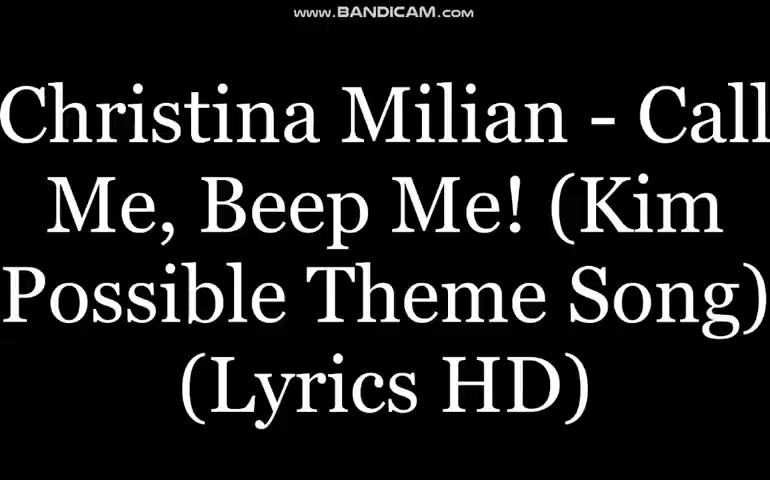 www.BANDICAM.com
Christina Milian - Call
Me, Beep Me! (Kim
Possible Theme Song)
(Lyrics HD)